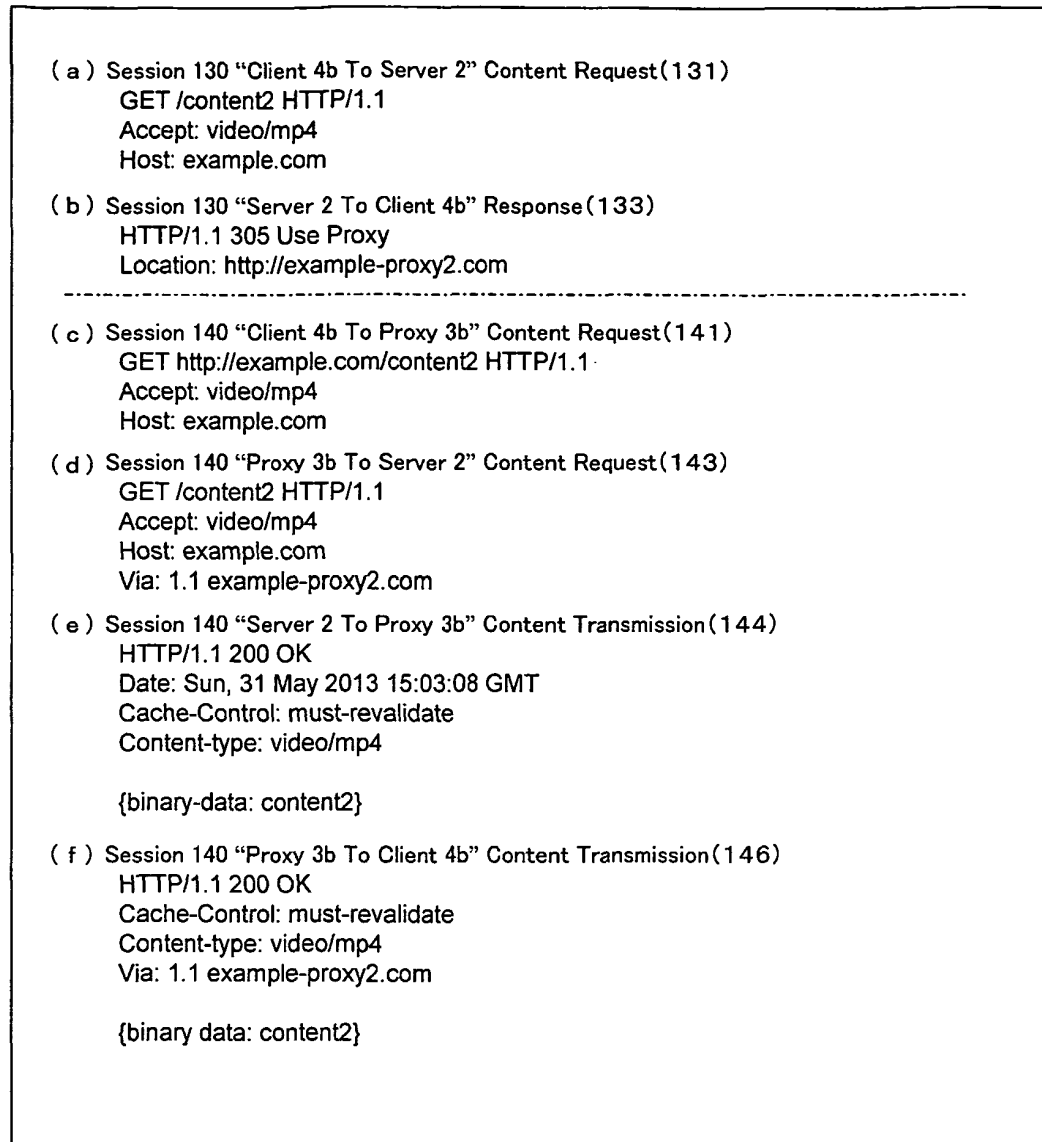 ( a ) Session 130 “Client 4b To Server 2” Content Request(131)
GET /content2 HTTP/1.1
Accept: video/mp4
Host: example.com
( b ) Session 130 “Server 2 To Client 4b” Response(133)
HTTP/1.1 305 Use Proxy
Location: http://example-proxy2.com
( c ) Session 140 “Client 4b To Proxy 3b” Content Request(141)
GET http://example.com/content2 HTTP/1.1
Accept: video/mp4
Host: example.com
( d ) Session 140 “Proxy 3b To Server 2” Content Request(143)
GET /content2 HTTP/1.1
Accept: video/mp4
Host: example.com
Via: 1.1 example-proxy2.com
( e ) Session 140 “Server 2 To Proxy 3b” Content Transmission(144)
HTTP/1.1 200 OK
Date: Sun, 31 May 2013 15:03:08 GMT
Cache-Control: must-revalidate
Content-type: video/mp4
{binary-data: content2}
( f ) Session 140 “Proxy 3b To Client 4b” Content Transmission(146)
HTTP/1.1 200 OK
Cache-Control: must-revalidate
Content-type: video/mp4
Via: 1.1 example-proxy2.com
{binary data: content2}